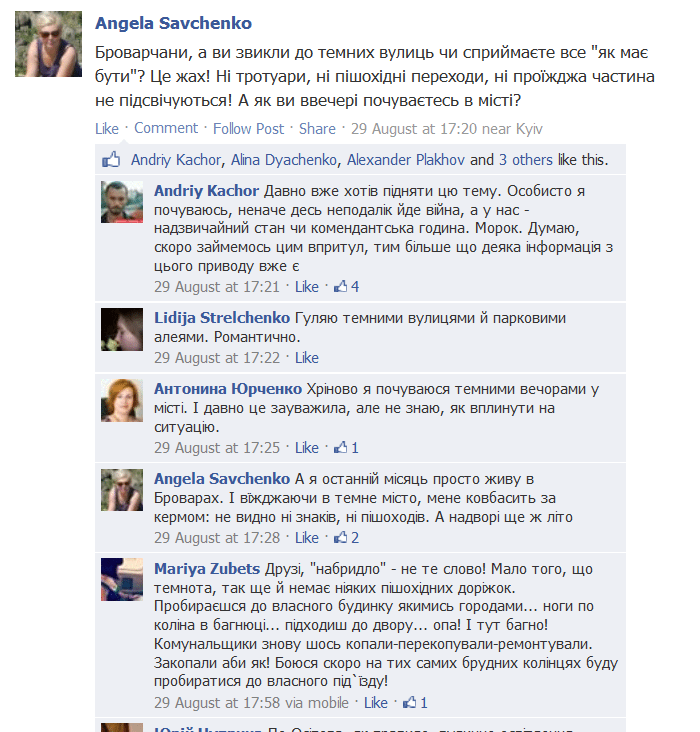 Angela Savchenko
Броварчани, а ви звикли до темних вулиць чи сприймаєте все "як має
бути"? Це жах! Ні тротуари, ні пішохідні переходи, ні проїжджа частина
не підсвічуються! А як ви ввечері почуваєтесь в місті?
Like · Comment · Follow Post · Share · 29 August at 17:20 near Kyiv
Andriy Kachor, Alina Dyachenko, Alexander Plakhov and 3 others like this.
Andriy Kachor Давно вже хотів підняти цю тему. Особисто я
почуваюсь, неначе десь неподалік йде війна, а у нас -
надзвичайний стан чи комендантська година. Морок. Думаю,
скоро займемось цим впритул, тим більше що деяка інформація з
цього приводу вже є
29 August at 17:21 · Like · 4
Lidija Strelchenko Гуляю темними вулицями й парковими
алеями. Романтично.
29 August at 17:22 · Like
Антонина Юрченко Хріново я почуваюся темними вечорами у
місті. І давно це зауважила, але не знаю, як вплинути на
ситуацію.
29 August at 17:25 · Like · 1
Angela Savchenko А я останній місяць просто живу в
Броварах. І вїжджаючи в темне місто, мене ковбасить за
кермом: не видно ні знаків, ні пішоходів. А надворі ще ж літо
29 August at 17:28 · Like · 2
Mariya Zubets Друзі, "набридло" - не те слово! Мало того, що
темнота, так ще й немає ніяких пішохідних доріжок.
Пробираєшся до власного будинку якимись городами... ноги по
коліна в багнюці... підходиш до двору... опа! І тут багно!
Комунальщики знову шось копали-перекопували-ремонтували.
Закопали аби як! Боюся скоро на тих самих брудних колінцях буду
пробиратися до власного під`їзду!
29 August at 17:58 via mobile · Like · 1